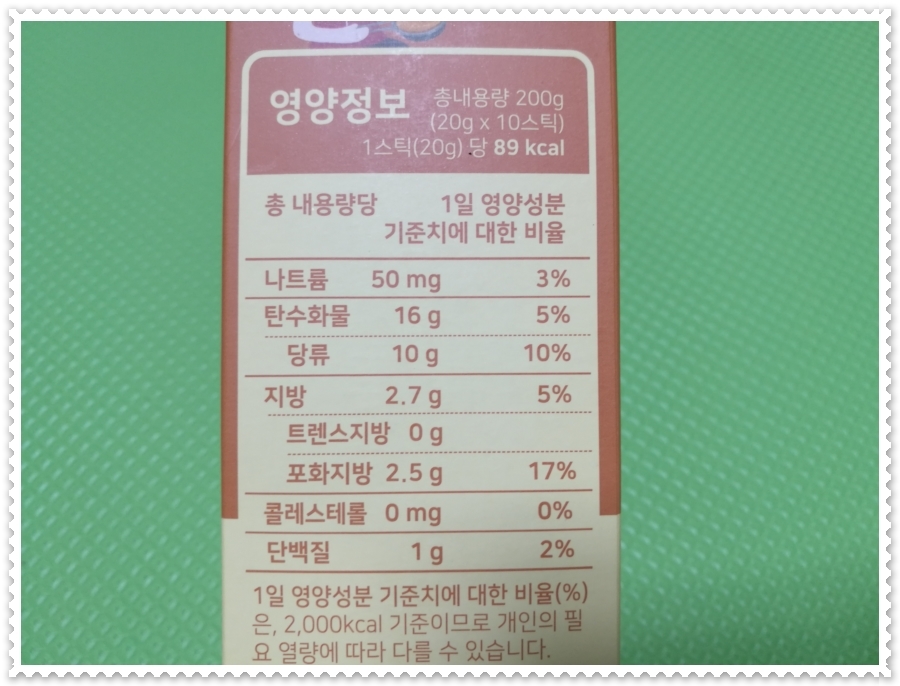 영양정보 총내용량 200g
(20g x 10스틱)
1스틱(20g) 당 89 kcal
총 내용량당 1일 영양성분
기준치에 대한 비율
나트륨 50 mg 3%
탄수화물 16 g 5%
당류 10 g 10%
지방 2.7 g 5%
트렌스지방 0 g
포화지방 2.5 g 17%
콜레스테롤 0 mg 0%
단백질 1 g 2%
1일 영양성분 기준치에 대한 비율(%)
은, 2,000kcal 기준이므로 개인의 필
요 열량에 따라 다를 수 있습니다.